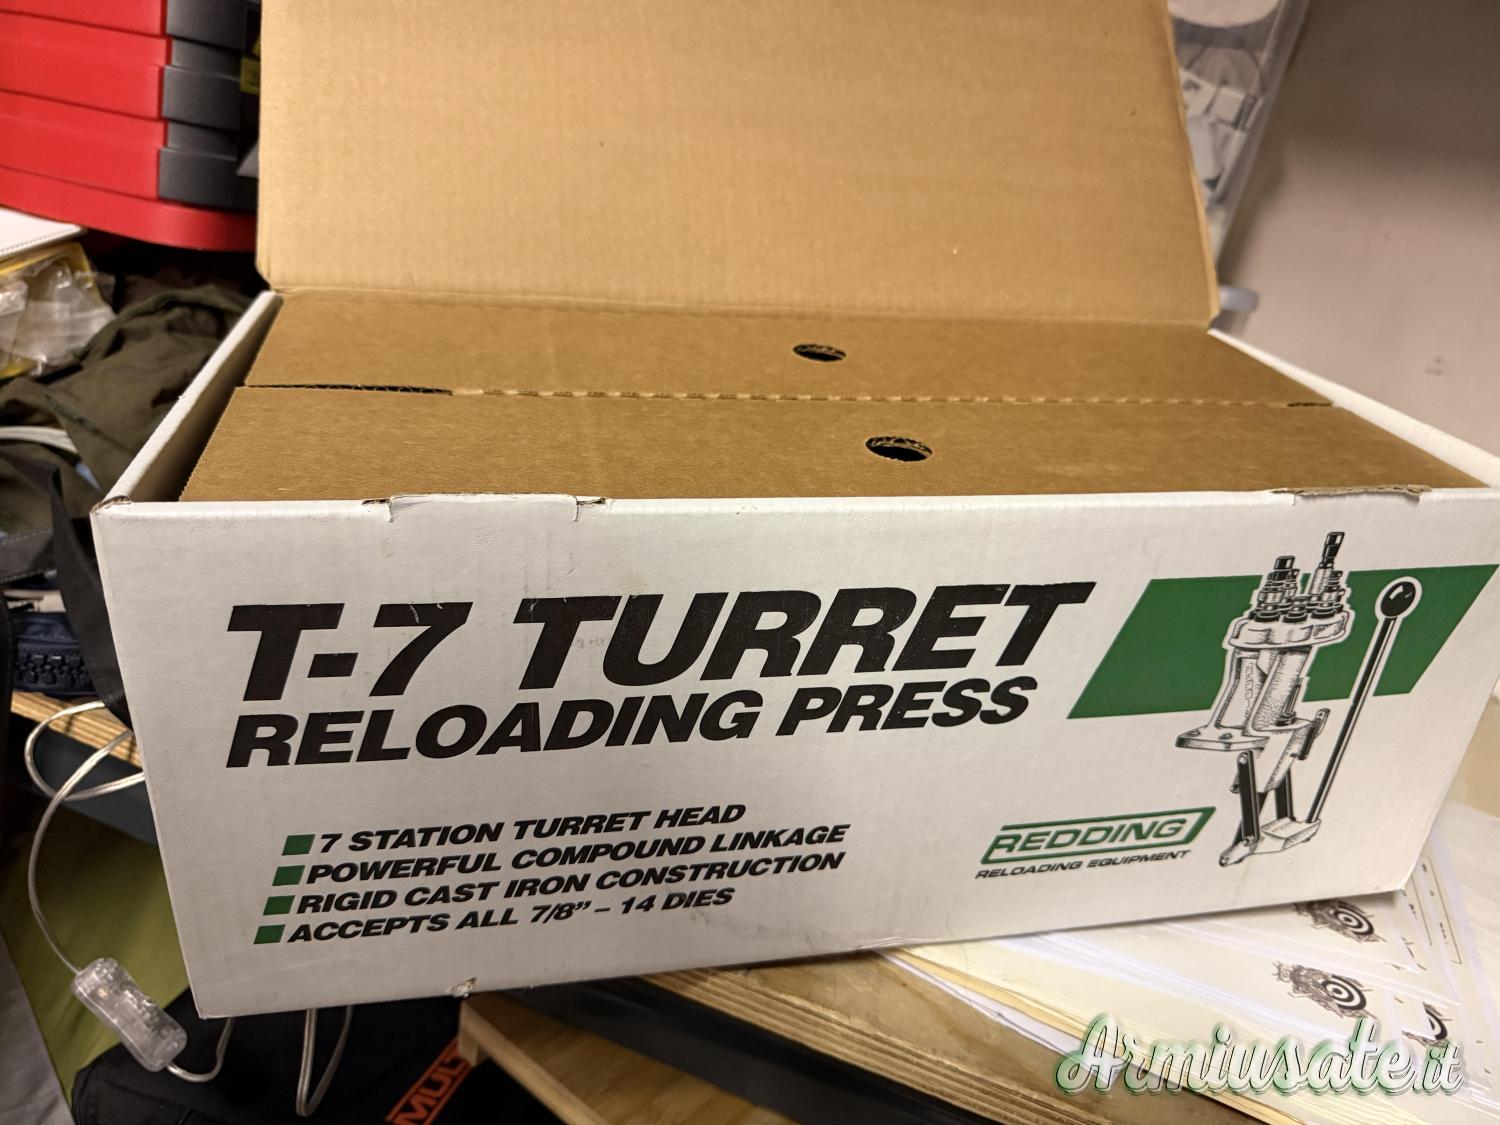 T-7 TURRET
RELOADING PRESS
7 STATION TURRET HEAD
POWERFUL COMPOUND LINKAGE
RIGID CAST IRON CONSTRUCTION
ACCEPTS ALL 7/8” – 14 DIES
REDDING
RELOADING EQUIPMENT
MULT
Armiusate.it